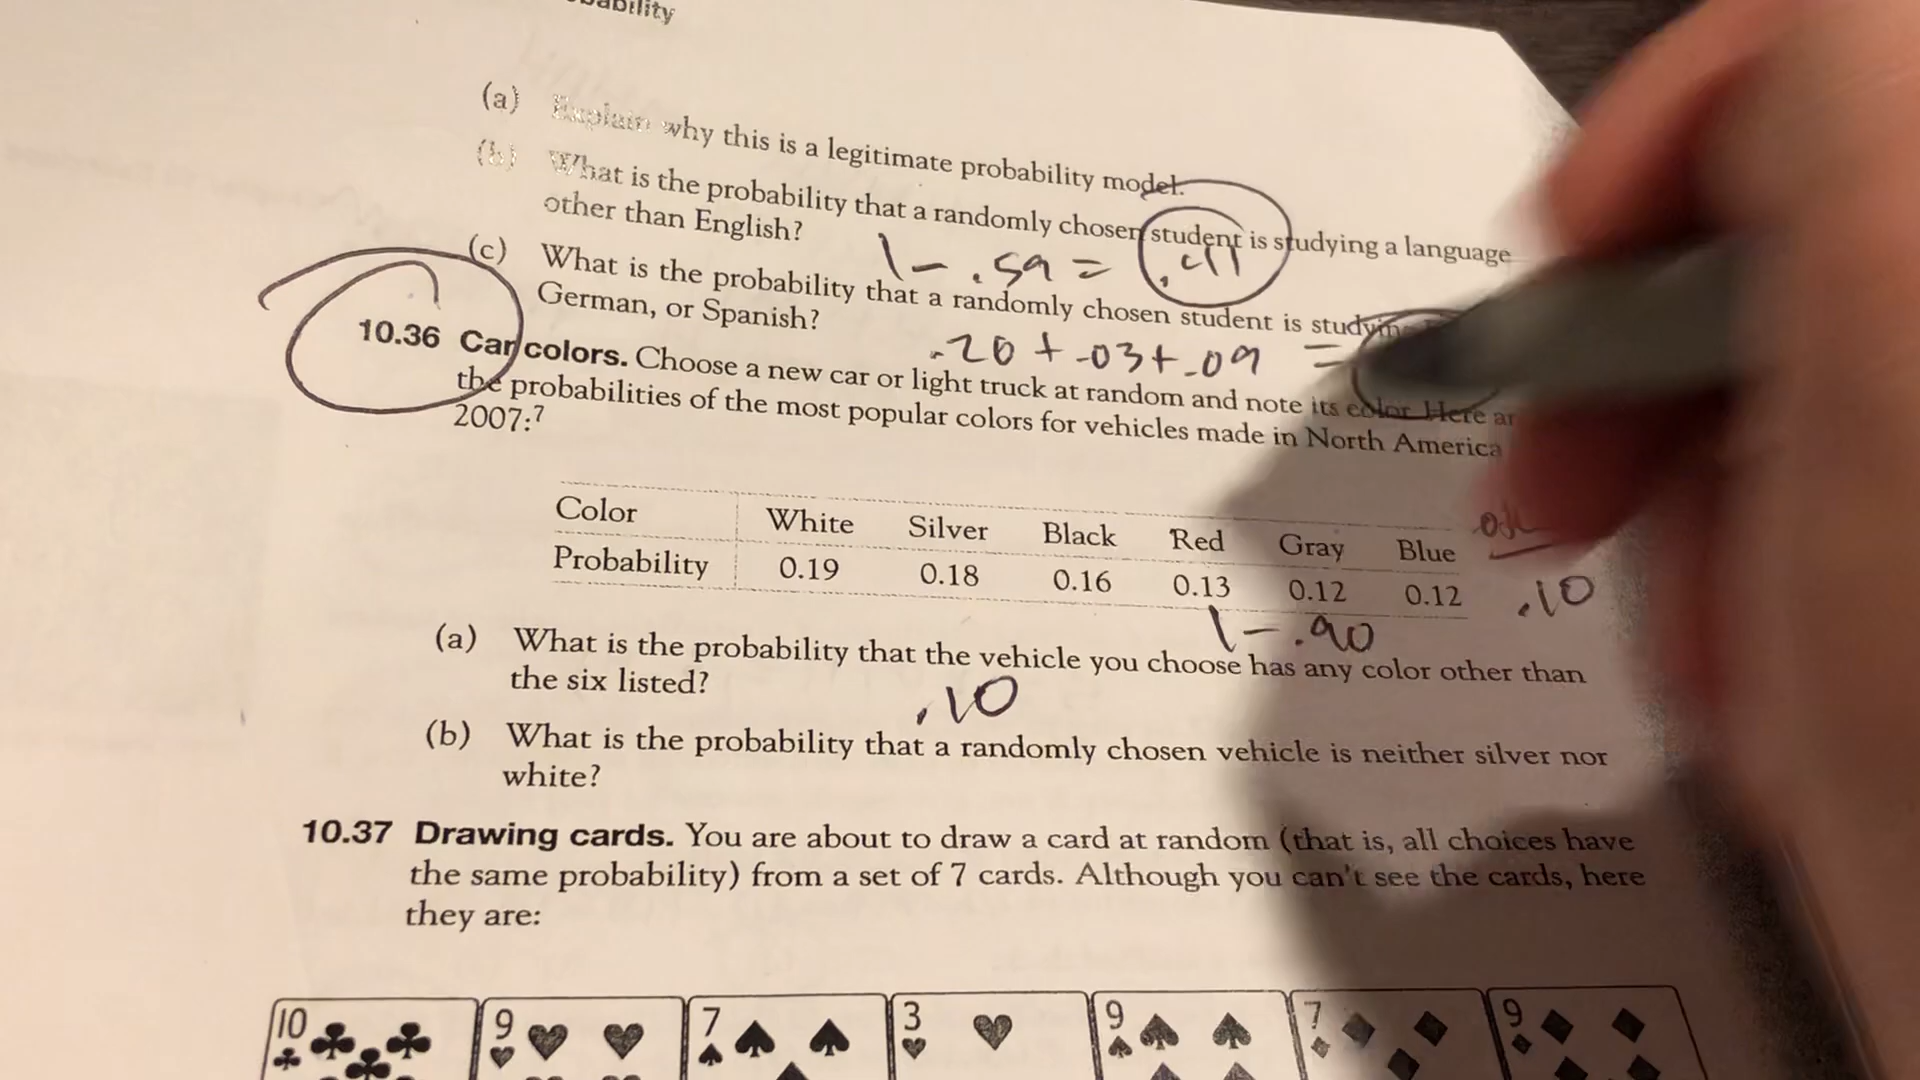 (a) Explain why this is a legitimate probability model.
(b) What is the probability that a randomly chosen student is studying a language
other than English?
1 - .59 = .41
(c) What is the probability that a randomly chosen student is
German, or Spanish?
.20 + .03 + .09 =
10.36 Car colors. Choose a new car or light truck at random and note its color. Here
the probabilities of the most popular colors for vehicles made in North America
2007:7
Color White Silver Black Red Gray Blue
Probability 0.19 0.18 0.16 0.13 0.12 0.12 .10
1 - .90
(a) What is the probability that the vehicle you choose has any color other than
the six listed?
.10
(b) What is the probability that a randomly chosen vehicle is neither silver nor
white?
10.37 Drawing cards. You are about to draw a card at random (that is, all choices have
the same probability) from a set of 7 cards. Although you can't see the cards, here
they are:
10 9 7 3 9 7 9